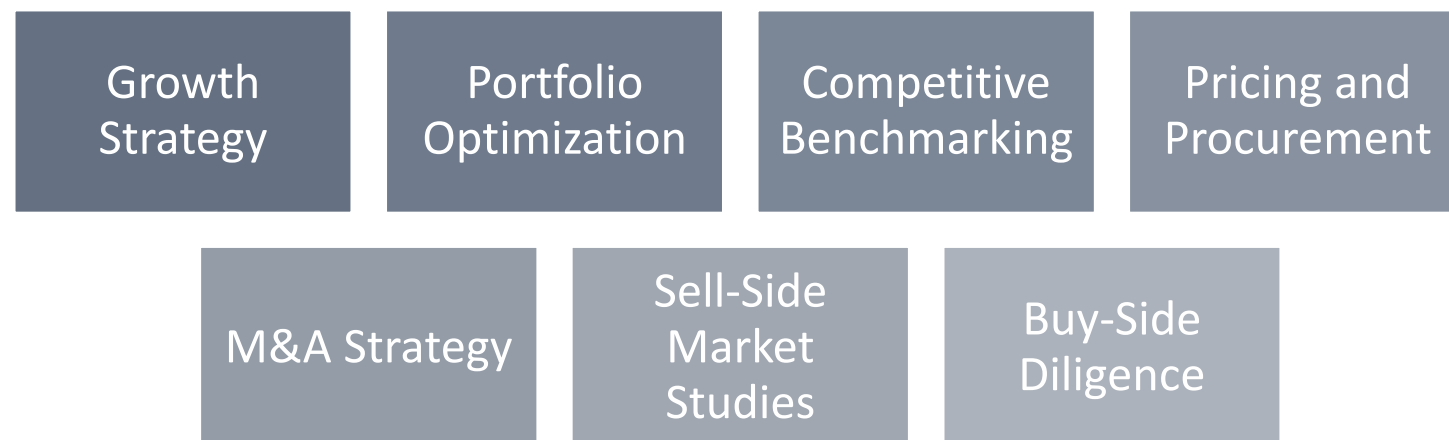 Growth
Strategy
Portfolio
Optimization
Competitive
Benchmarking
Pricing and
Procurement
M&A Strategy
Sell-Side
Market
Studies
Buy-Side
Diligence